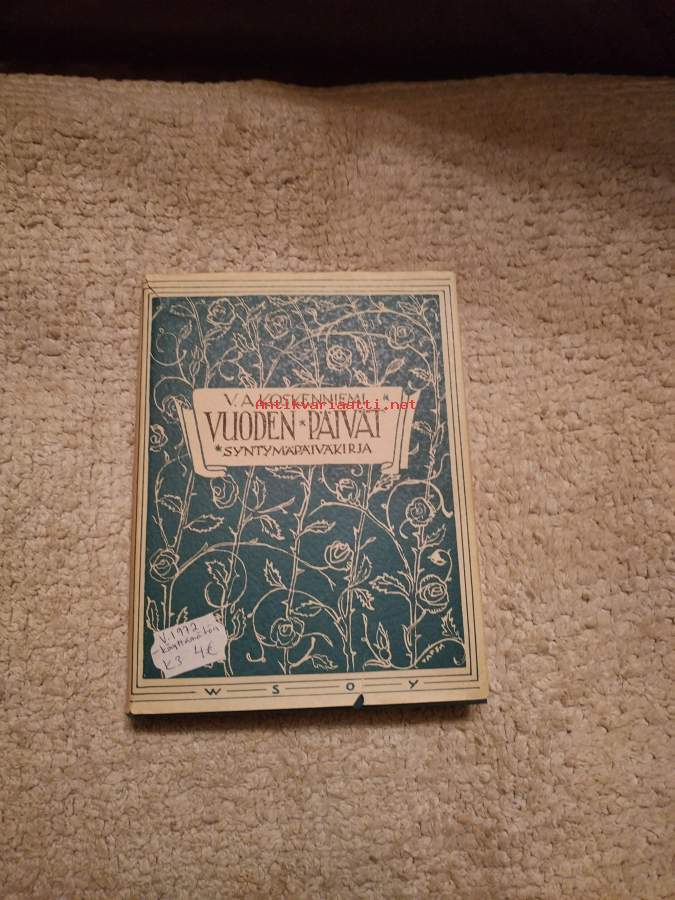 V.A.KOSKENNIEMI
Antikvariaatti.net
VUODEN * PÄIVÄT
* SYNTYMÄPÄIVÄKIRJA
V. 1972
- käyttämätön
K3 4€
W S O Y